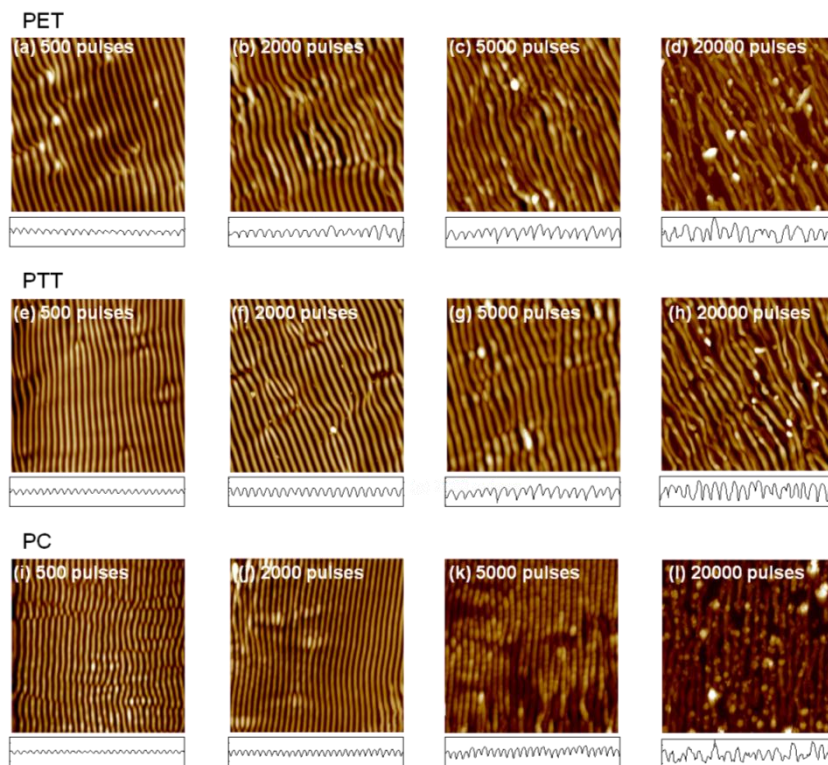 PET
(a) 500 pulses
(b) 2000 pulses
(c) 5000 pulses
(d) 20000 pulses
PTT
(e) 500 pulses
(f) 2000 pulses
(g) 5000 pulses
(h) 20000 pulses
PC
(i) 500 pulses
(j) 2000 pulses
(k) 5000 pulses
(l) 20000 pulses